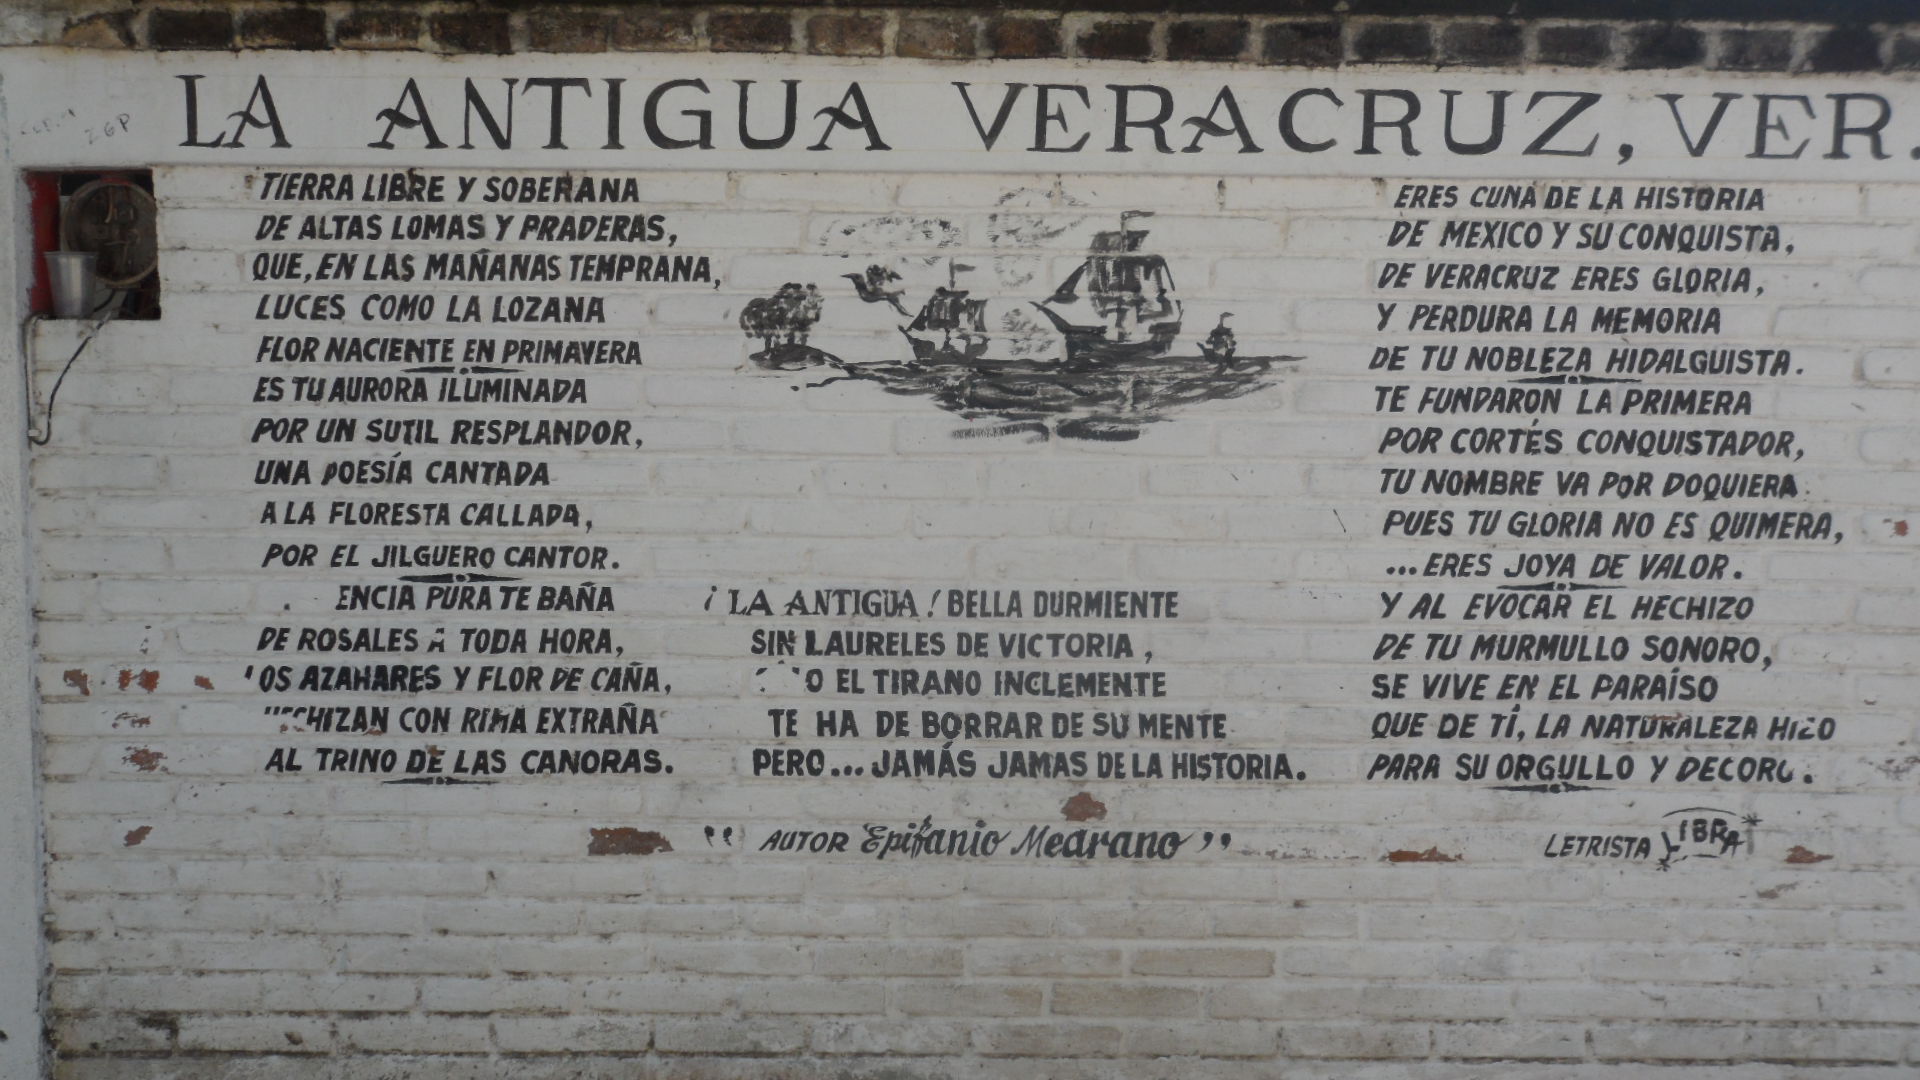 LA ANTIGUA VERACRUZ, VER.
TIERRA LIBRE Y SOBERANA
DE ALTAS LOMAS Y PRADERAS,
QUE, EN LAS MAÑANAS TEMPRANA,
LUCES COMO LA LOZANA
FLOR NACIENTE EN PRIMAVERA
ES TU AURORA ILUMINADA
POR UN SUTIL RESPLANDOR,
UNA POESÍA CANTADA
A LA FLORESTA CALLADA,
POR EL JILGUERO CANTOR.
ENCIA PURA TE BAÑA
DE ROSALES A TODA HORA,
OS AZAHARES Y FLOR DE CAÑA,
CHIZAN CON RIMA EXTRAÑA
AL TRINO DE LAS CANORAS.
¡LA ANTIGUA! BELLA DURMIENTE
SIN LAURELES DE VICTORIA,
O EL TIRANO INCLEMENTE
TE HA DE BORRAR DE SU MENTE
PERO... JAMÁS JAMAS DE LA HISTORIA.
ERES CUNA DE LA HISTORIA
DE MEXICO Y SU CONQUISTA,
DE VERACRUZ ERES GLORIA,
Y PERDURA LA MEMORIA
DE TU NOBLEZA HIDALGUISTA.
TE FUNDARON LA PRIMERA
POR CORTÉS CONQUISTADOR,
TU NOMBRE VA POR DOQUIERA
PUES TU GLORIA NO ES QUIMERA,
...ERES JOYA DE VALOR.
Y AL EVOCAR EL HECHIZO
DE TU MURMULLO SONORO,
SE VIVE EN EL PARAÍSO
QUE DE TÍ, LA NATURALEZA HIZO
PARA SU ORGULLO Y DECORO.
"AUTOR Epifanio Medrano"
LETRISTA LIBRA